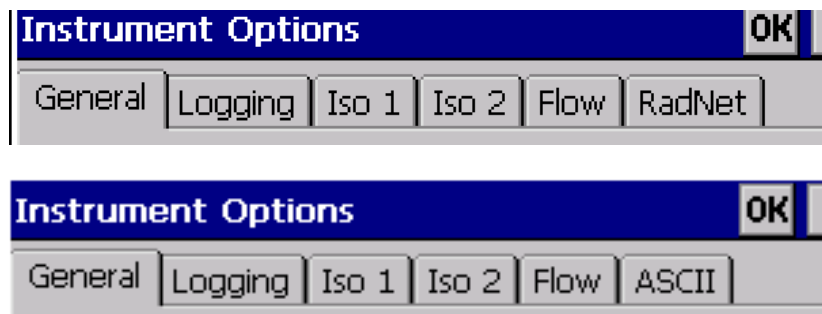 Instrument Options OK
General Logging Iso 1 Iso 2 Flow RadNet
Instrument Options OK
General Logging Iso 1 Iso 2 Flow ASCII